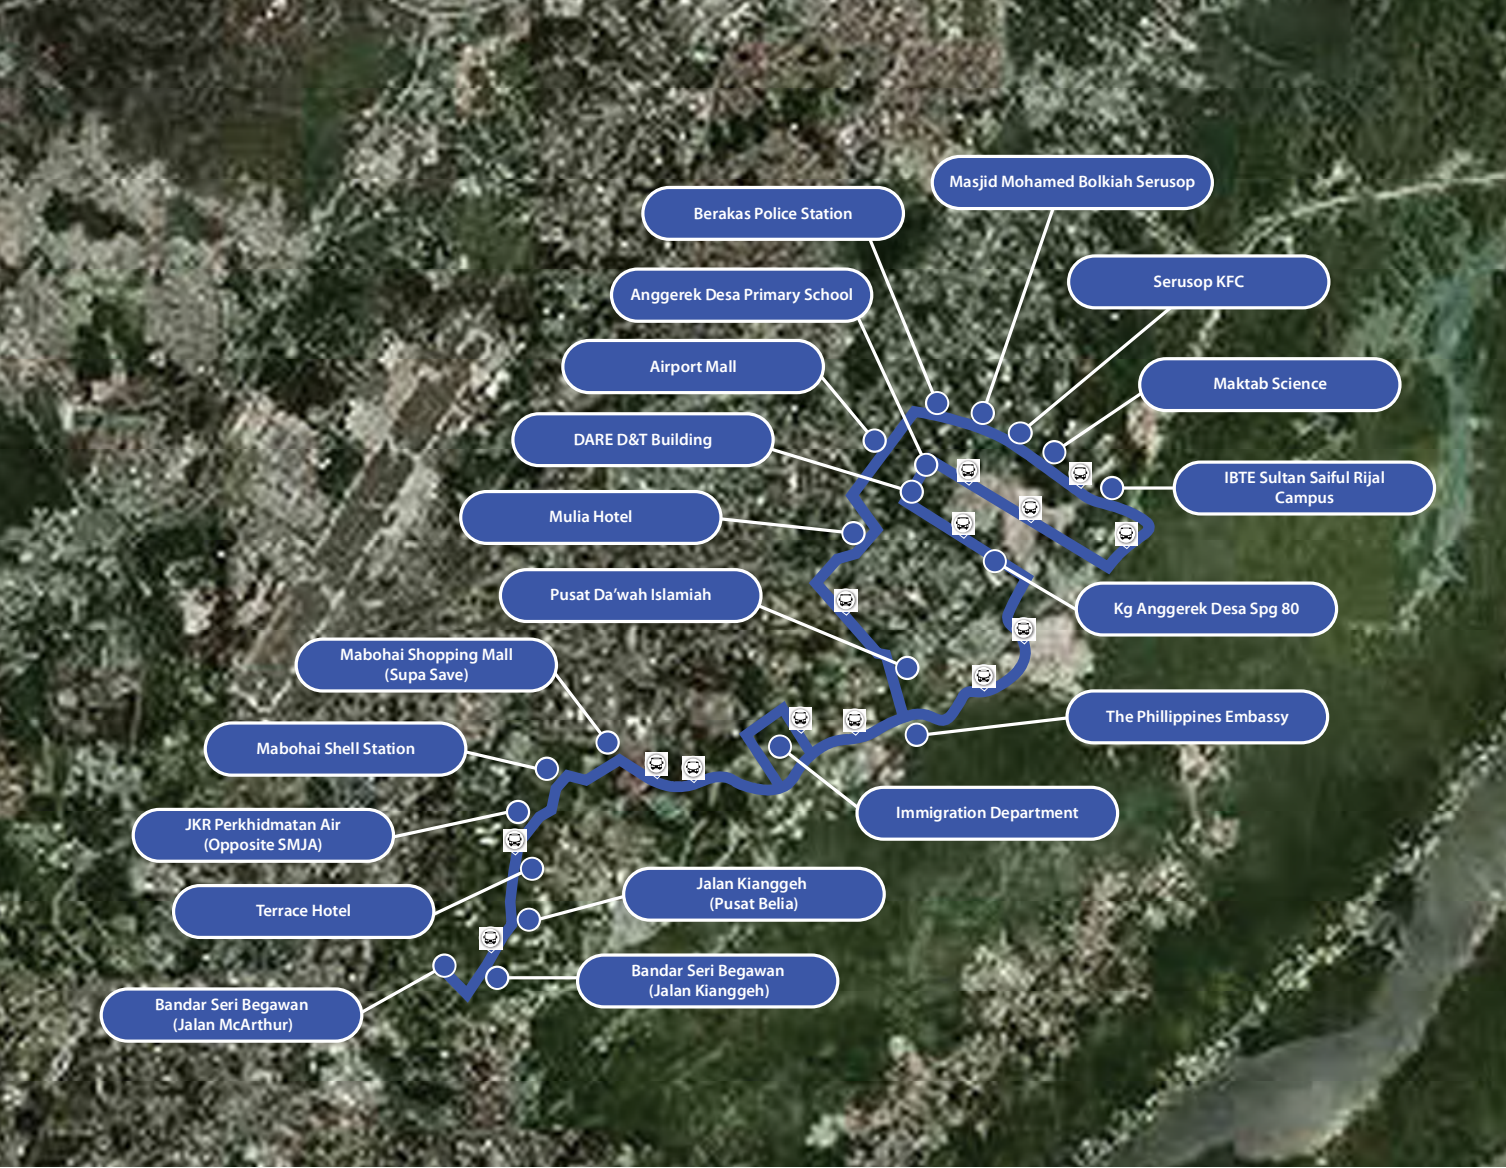 Masjid Mohamed Bolkiah Serusop
Berakas Police Station
Serusop KFC
Anggerek Desa Primary School
Airport Mall
Maktab Science
DARE D&T Building
IBTE Sultan Saiful Rijal
Campus
Mulia Hotel
Pusat Da’wah Islamiah
Kg Anggerek Desa Spg 80
Mabohai Shopping Mall
(Supa Save)
The Phillippines Embassy
Mabohai Shell Station
Immigration Department
JKR Perkhidmatan Air
(Opposite SMJA)
Jalan Kianggeh
(Pusat Belia)
Terrace Hotel
Bandar Seri Begawan
(Jalan Kianggeh)
Bandar Seri Begawan
(Jalan McArthur)